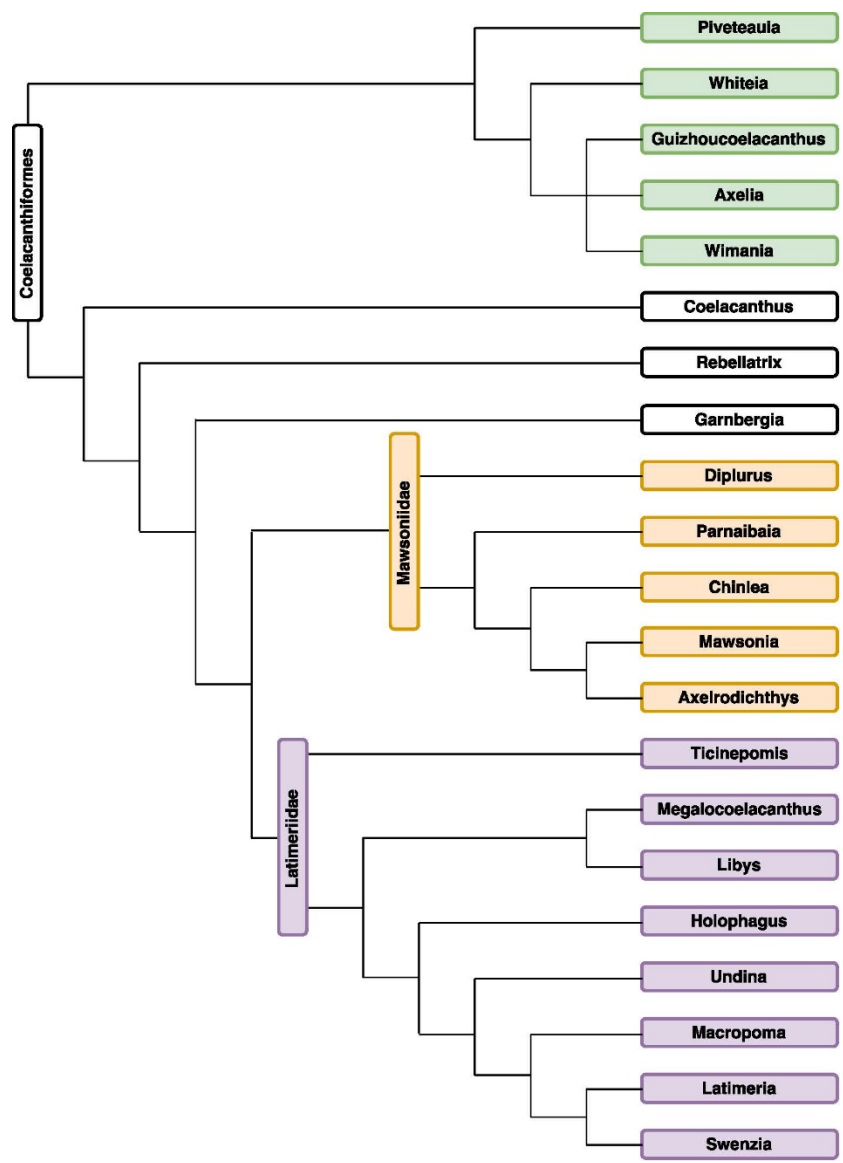 Piveteauia
Whiteia
Guizhoucoelacanthus
Axelia
Wimania
Coelacanthiformes
Coelacanthus
Rebellatrix
Garnbergia
Diplurus
Mawsoniidae
Parnaibaia
Chinlea
Mawsonia
Axelrodichthys
Ticinepomis
Megalocoelacanthus
Latimeriidae
Libys
Holophagus
Undina
Macropoma
Latimeria
Swenzia